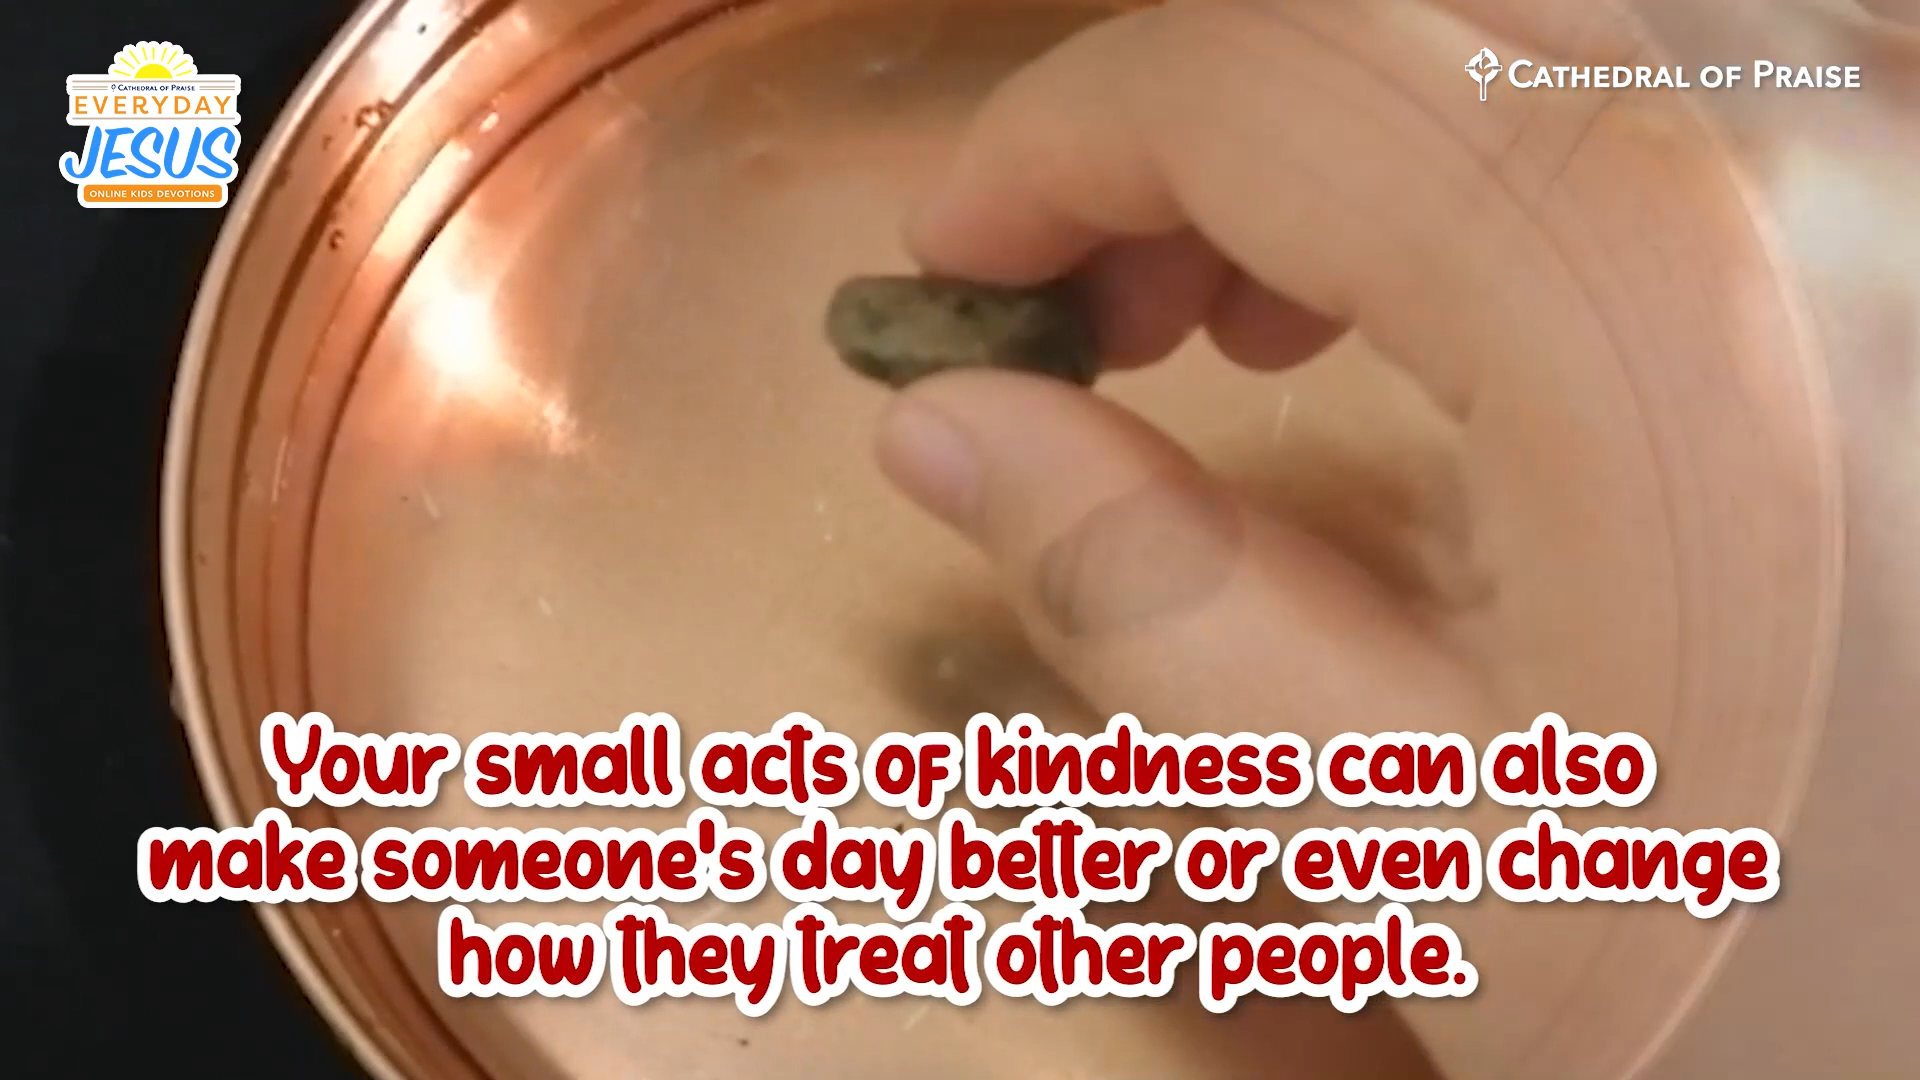 CATHEDRAL OF PRAISE
EVERYDAY
JESUS
ONLINE KIDS DEVOTIONS
CATHEDRAL OF PRAISE
Your small acts of kindness can also
make someone's day better or even change
how they treat other people.